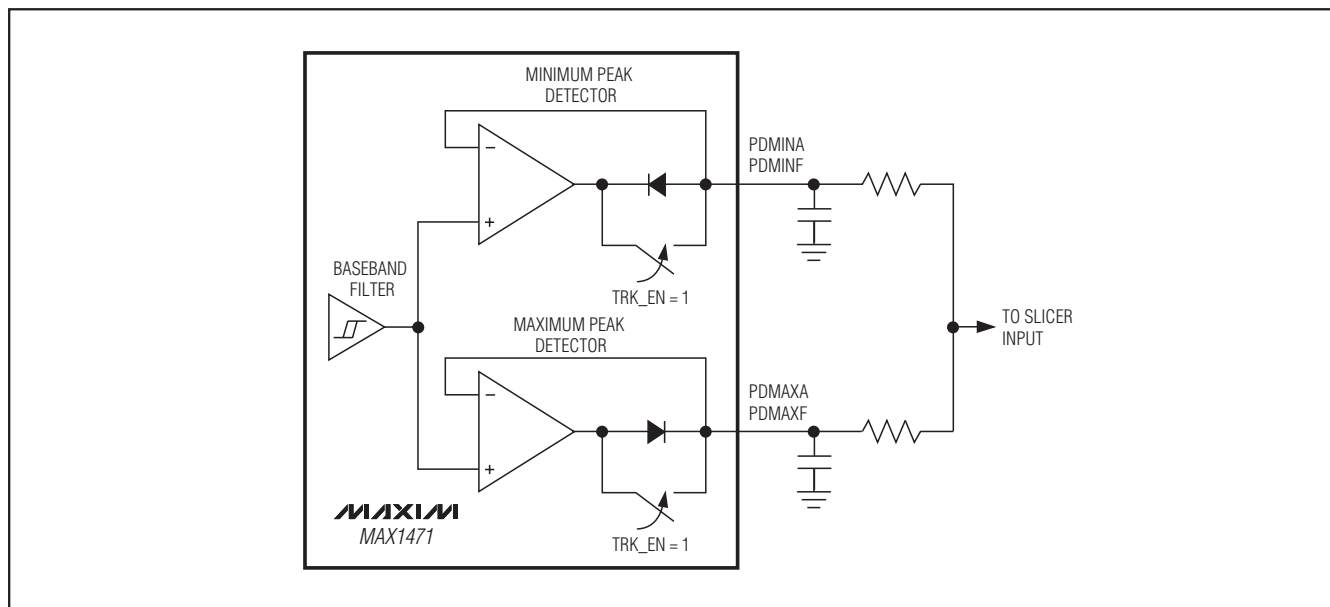 MINIMUM PEAK
DETECTOR
−
+
PDMINA
PDMINF
TRK_EN = 1
BASEBAND
FILTER
MAXIMUM PEAK
DETECTOR
−
+
PDMAXA
PDMAXF
TRK_EN = 1
TO SLICER
INPUT
MAXIM
MAX1471